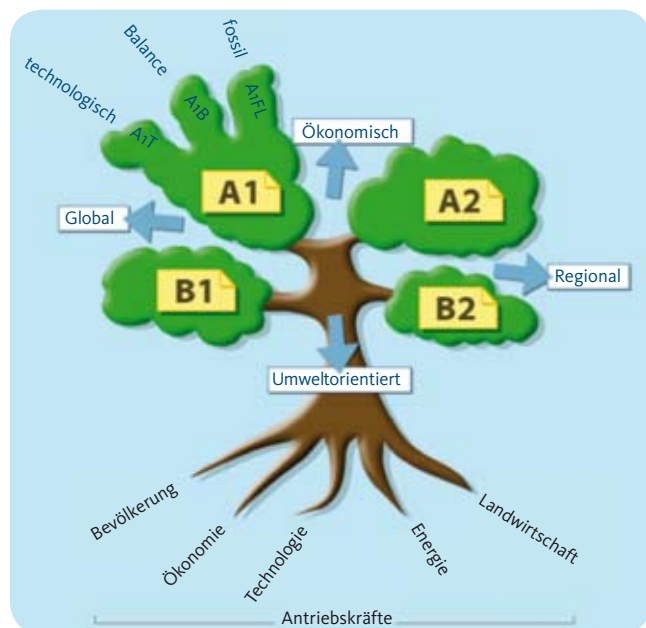 fossil
Balance
technologisch
A1FL
A1B
A1T
Ökonomisch
A1
A2
Global
Regional
B1
B2
Umweltorientiert
Bevölkerung
Ökonomie
Technologie
Energie
Landwirtschaft
Antriebskräfte